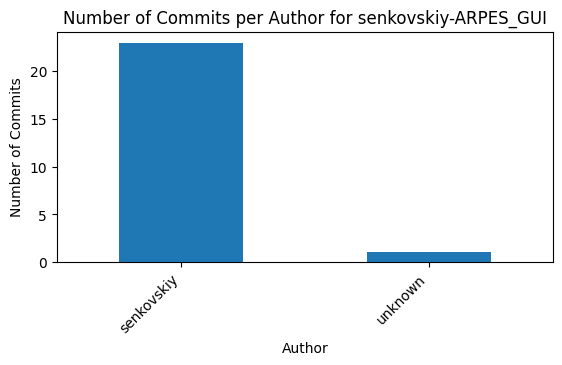 Number of Commits per Author for senkovskiy-ARPES_GUI
Number of Commits
20
15
10
5
0
senkovskiy
unknown
Author